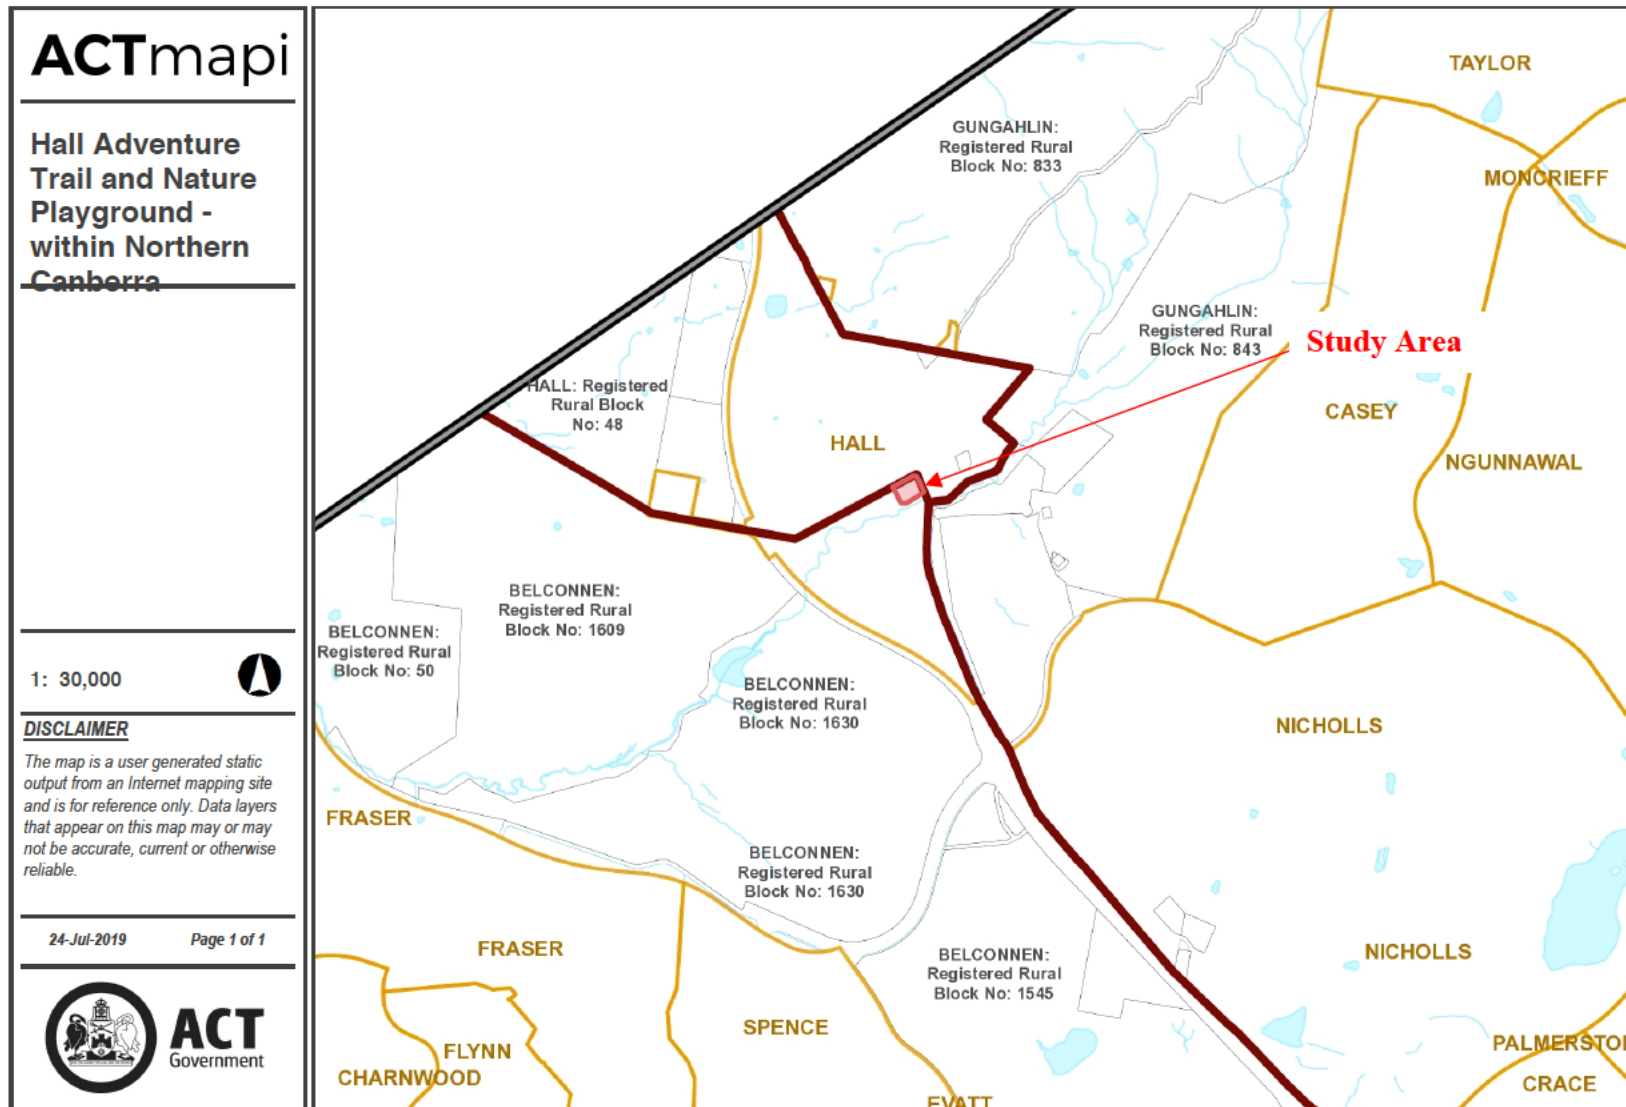 ACTmapi
Hall Adventure
Trail and Nature
Playground -
within Northern
Canberra
1: 30,000
DISCLAIMER
The map is a user generated static
output from an Internet mapping site
and is for reference only. Data layers
that appear on this map may or may
not be accurate, current or otherwise
reliable.
24-Jul-2019 Page 1 of 1
ACT
Government
TAYLOR
MONCRIEFF
GUNGAHLIN:
Registered Rural
Block No: 833
GUNGAHLIN:
Registered Rural
Block No: 843
Study Area
HALL: Registered
Rural Block
No: 48
HALL
CASEY
NGUNNAWAL
BELCONNEN:
Registered Rural
Block No: 1609
BELCONNEN:
Registered Rural
Block No: 50
BELCONNEN:
Registered Rural
Block No: 1630
NICHOLLS
FRASER
BELCONNEN:
Registered Rural
Block No: 1630
FRASER
BELCONNEN:
Registered Rural
Block No: 1545
NICHOLLS
SPENCE
FLYNN
CHARNWOOD
PALMERSTO
CRACE
EVATT